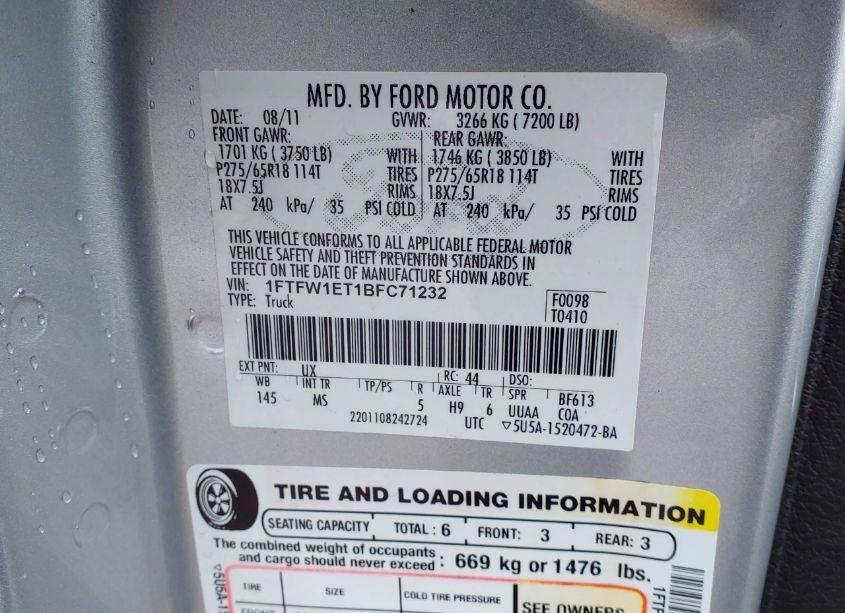 MFD. BY FORD MOTOR CO.
DATE: 08/11 GVWR: 3266 KG ( 7200 LB)
FRONT GAWR: REAR GAWR:
1701 KG ( 3750 LB) WITH 1746 KG ( 3850 LB) WITH
P275/65R18 114T TIRES P275/65R18 114T TIRES
18X7.5J RIMS 18X7.5J RIMS
AT 240 kPa/ 35 PSI COLD AT 240 kPa/ 35 PSI COLD
THIS VEHICLE CONFORMS TO ALL APPLICABLE FEDERAL MOTOR
VEHICLE SAFETY AND THEFT PREVENTION STANDARDS IN
EFFECT ON THE DATE OF MANUFACTURE SHOWN ABOVE.
VIN: 1FTFW1ET1BFC71232
TYPE: Truck
F0098
T0410
EXT PNT: UX RC: 44 DSO:
WB INT TR TP/PS R AXLE TR SPR BF613
145 MS 5 H9 6 UUAA COA
2201108242724 UTC ▽5U5A-1520472-BA
TIRE AND LOADING INFORMATION
SEATING CAPACITY TOTAL : 6 FRONT: 3 REAR: 3
The combined weight of occupants
and cargo should never exceed : 669 kg or 1476 lbs.
TIRE SIZE COLD TIRE PRESSURE SEE OWNERS